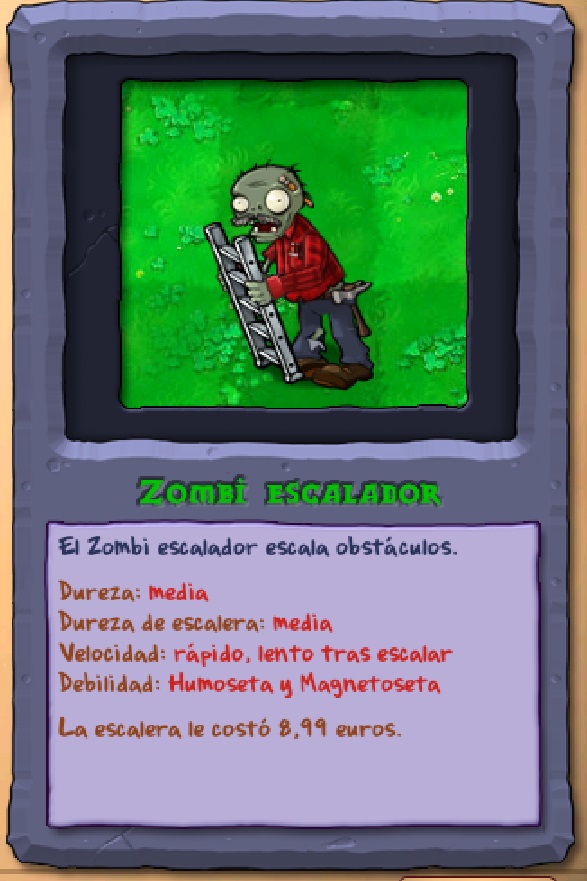 Zombi escalador
El Zombi escalador escala obstáculos.
Dureza: media
Dureza de escalera: media
Velocidad: rápido, lento tras escalar
Debilidad: Humoseta y Magnetoseta
La escalera le costó 8,99 euros.